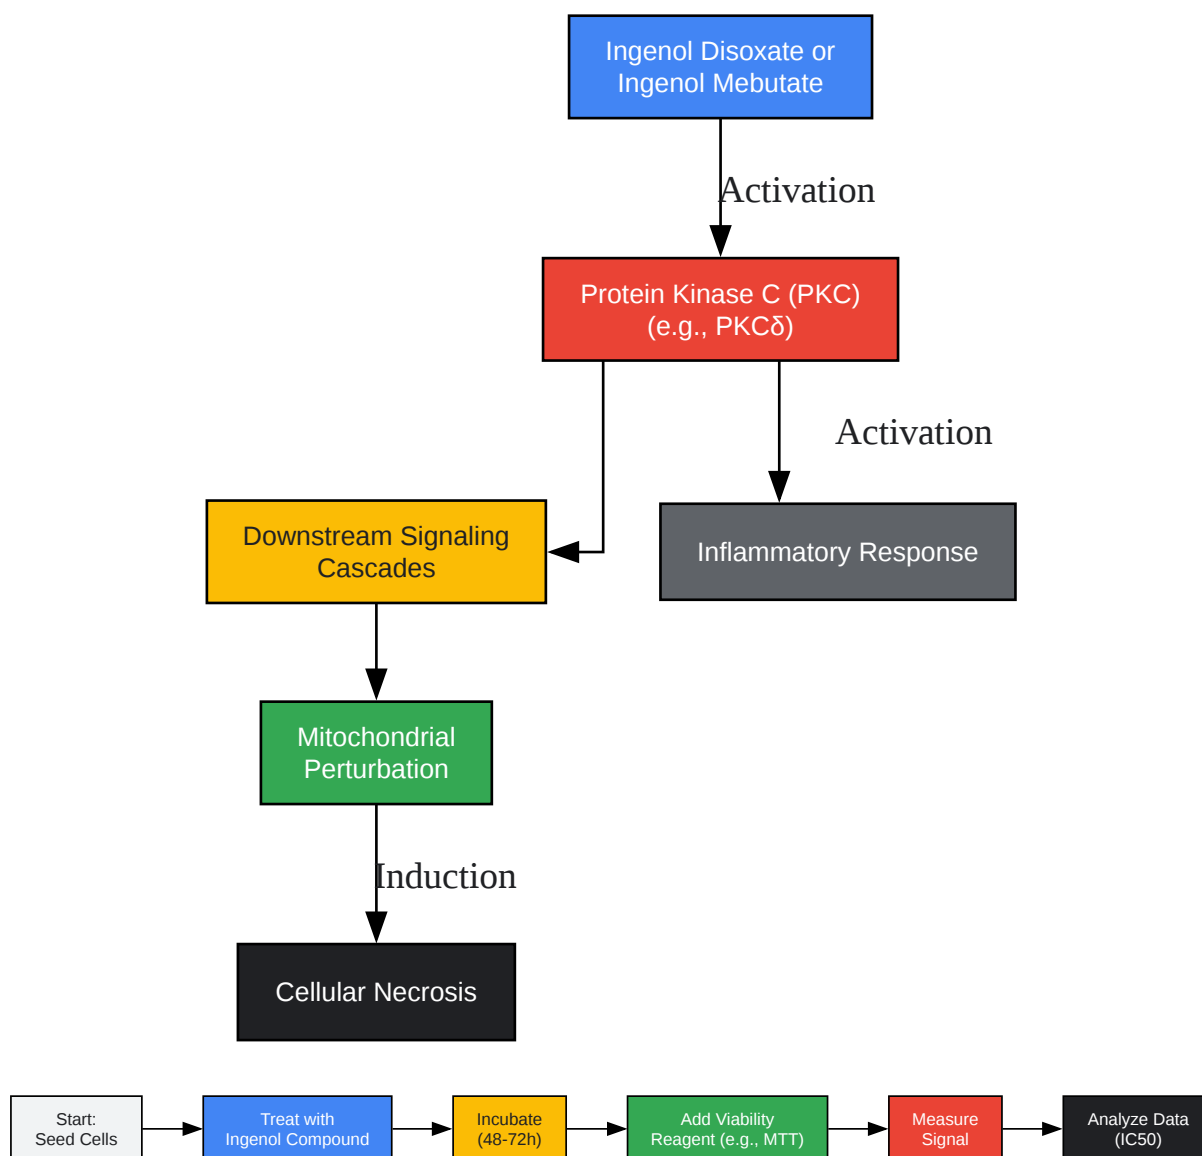 Ingenol Disoxate or
Ingenol Mebutate
Activation
Protein Kinase C (PKC)
(e.g., PKCδ)
Activation
Downstream Signaling
Cascades
Inflammatory Response
Mitochondrial
Perturbation
Induction
Cellular Necrosis
Start:
Seed Cells
Treat with
Ingenol Compound
Incubate
(48-72h)
Add Viability
Reagent (e.g., MTT)
Measure
Signal
Analyze Data
(IC50)